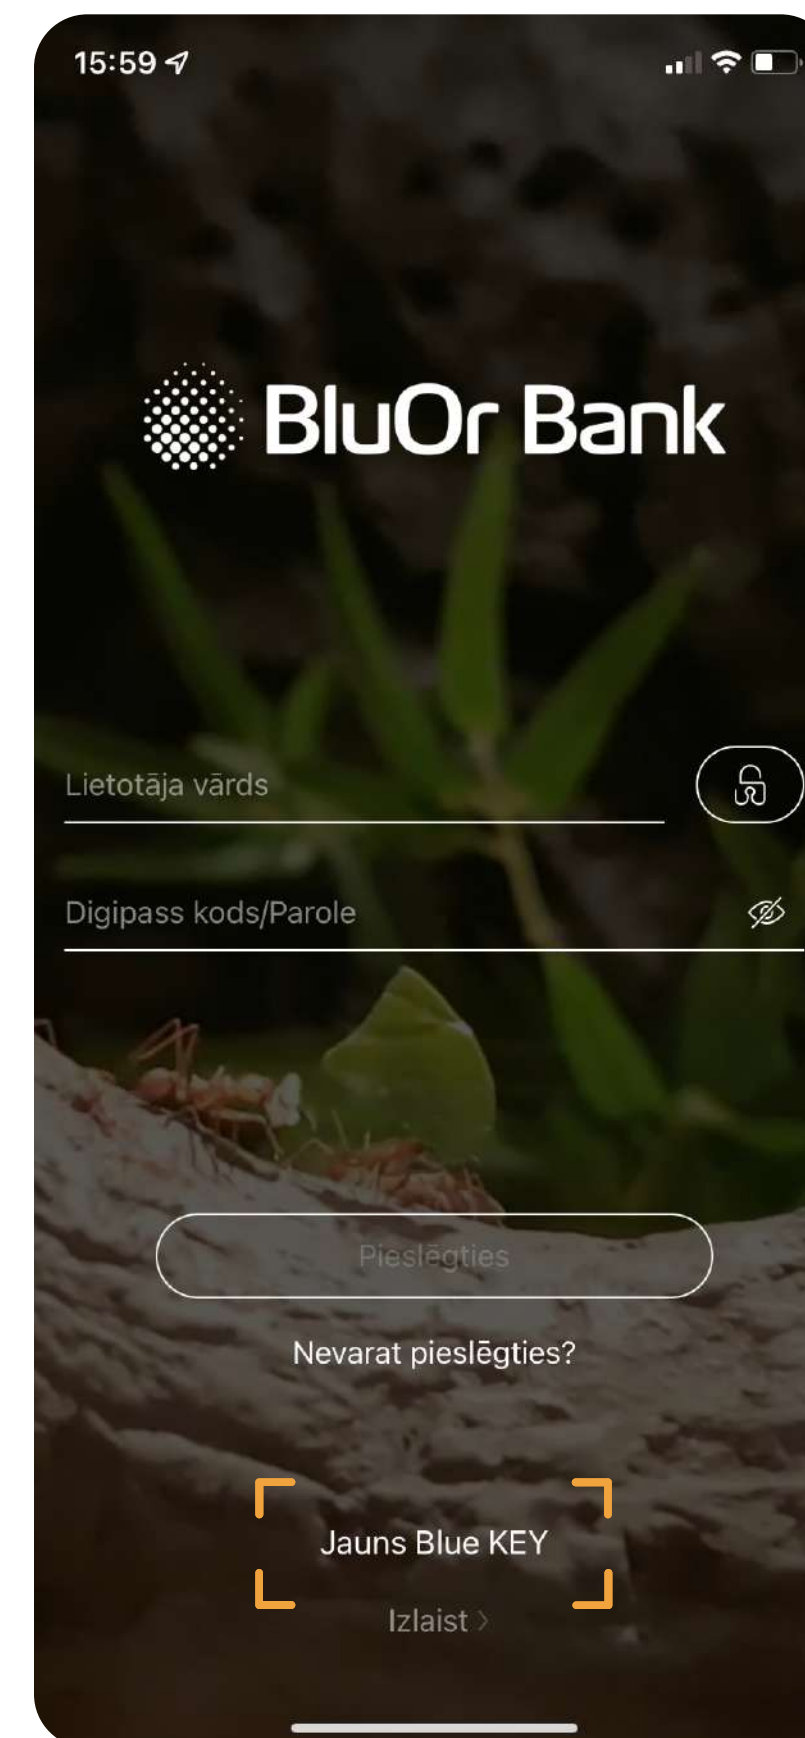 15:59
BluOr Bank
Lietotāja vārds
Digipass kods/Parole
Pieslēgties
Nevarat pieslēgties?
Jauns Blue KEY
Izlaist >